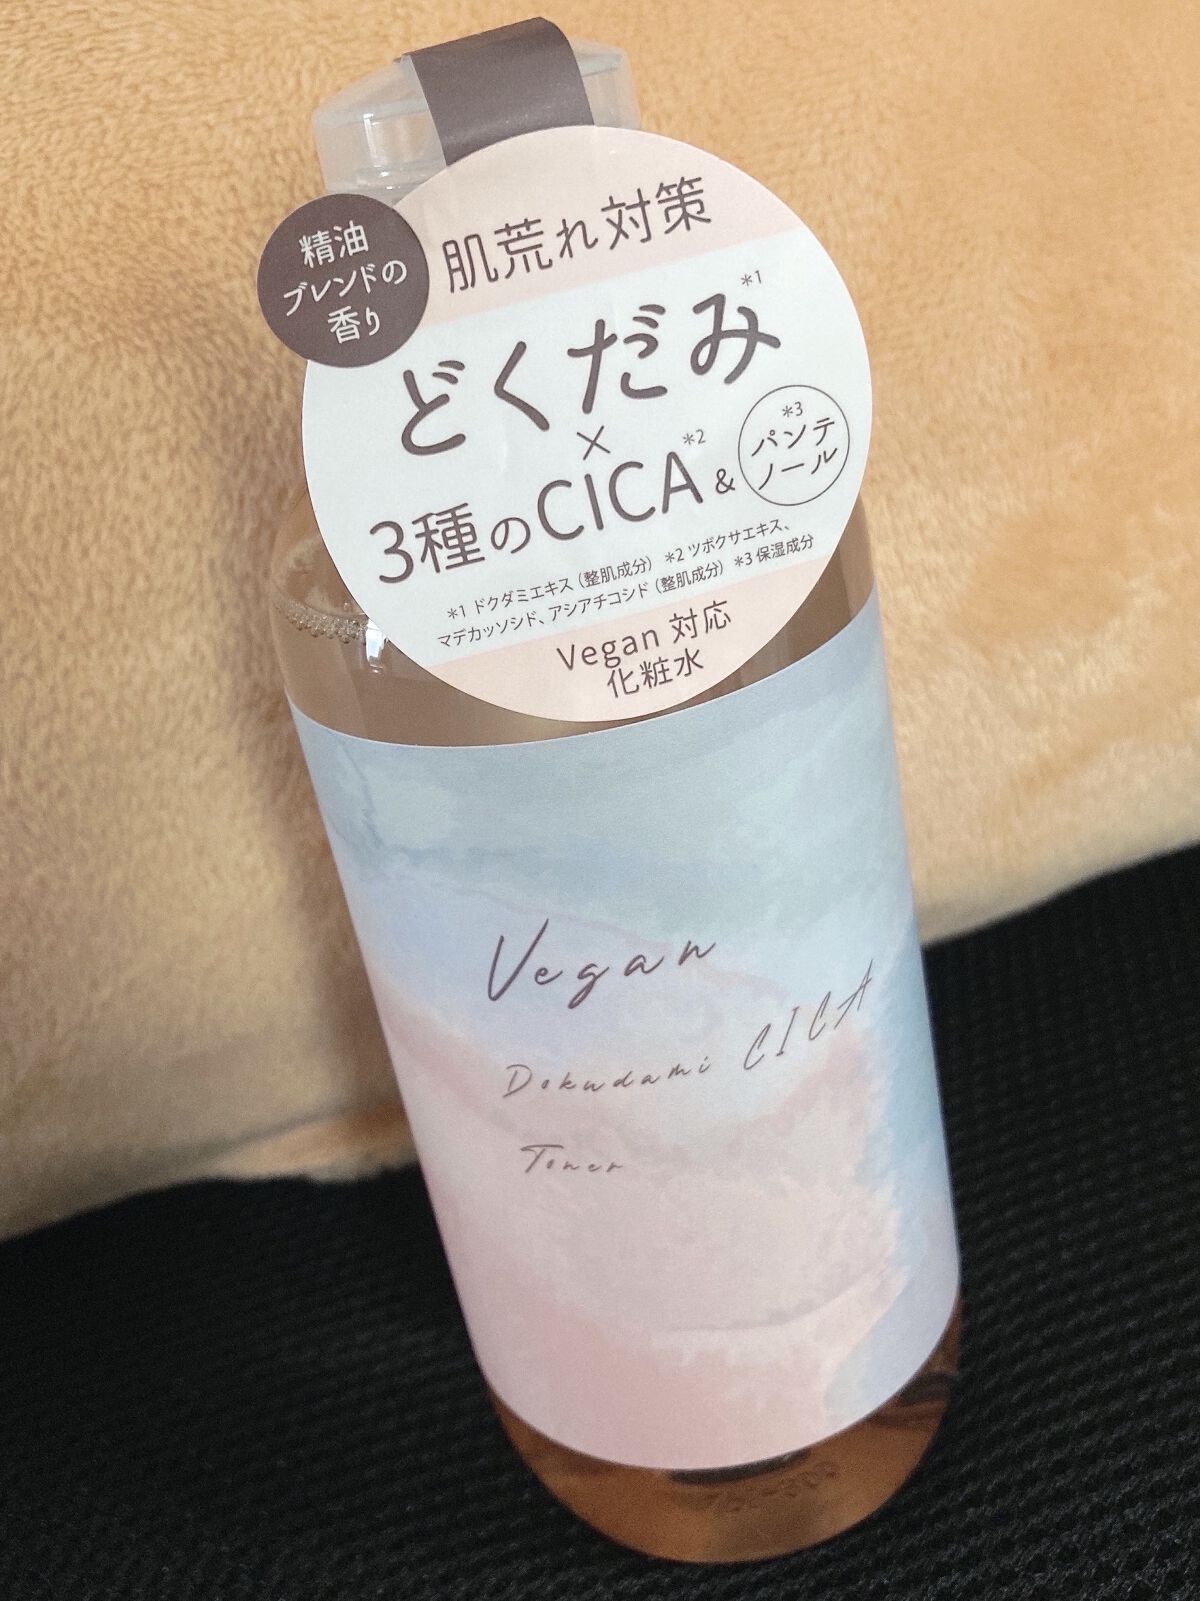 精油
ブレンドの
香り
肌荒れ対策
どくだみ*1
×
3種のCICA*2 & *3
パンテ
ノール
*1 ドクダミエキス（整肌成分） *2 ツボクサエキス、
マデカッソシド、アシアチコシド（整肌成分） *3 保湿成分
Vegan 対応
化粧水
Vegan
Dokudami CICA
Toner